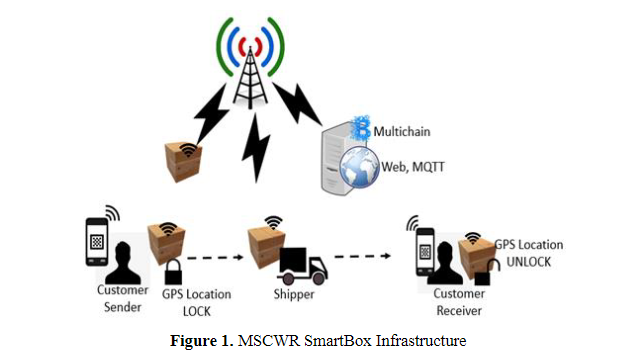 Multichain
Web, MQTT
Customer
Sender
GPS Location
LOCK
Shipper
Customer
Receiver
GPS Location
UNLOCK
Figure 1. MSCWR SmartBox Infrastructure